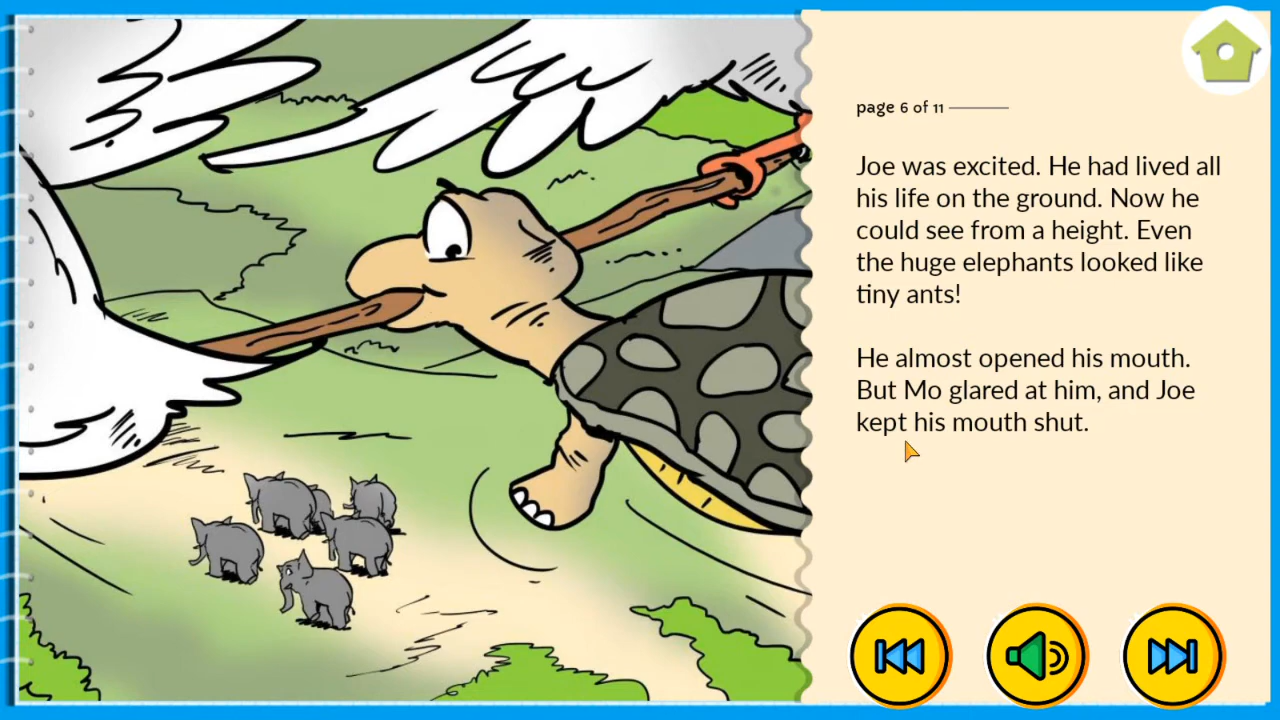 page 6 of 11
Joe was excited. He had lived all
his life on the ground. Now he
could see from a height. Even
the huge elephants looked like
tiny ants!
He almost opened his mouth.
But Mo glared at him, and Joe
kept his mouth shut.